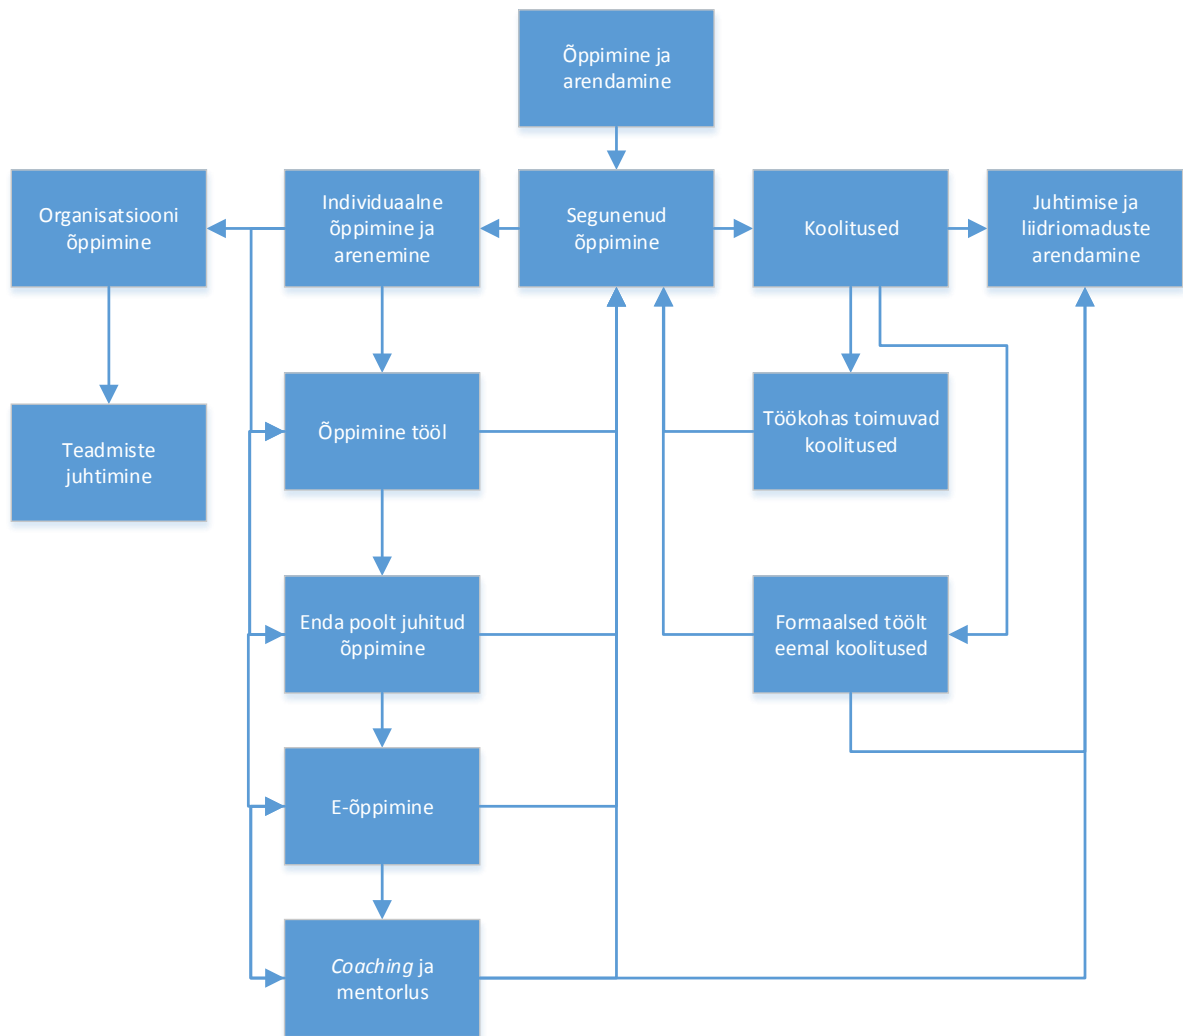 Õppimine ja
arendamine
Organisatsiooni
õppimine
Individuaalne
õppimine ja
arenemine
Segunenud
õppimine
Koolitused
Juhtimise ja
liidriomaduste
arendamine
Teadmiste
juhtimine
Õppimine tööl
Töökohas toimuvad
koolitused
Enda poolt juhitud
õppimine
Formaalsed töölt
eemal koolitused
E-õppimine
Coaching ja
mentorlus